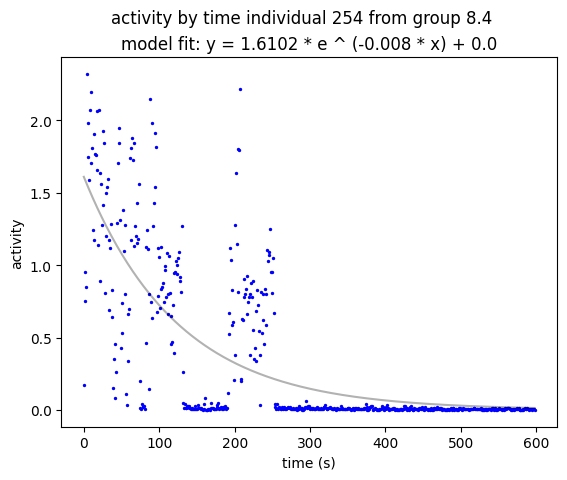 activity by time individual 254 from group 8.4
model fit: y = 1.6102 * e ^ (-0.008 * x) + 0.0
2.0
1.5
1.0
0.5
0.0
activity
0 100 200 300 400 500 600
time (s)